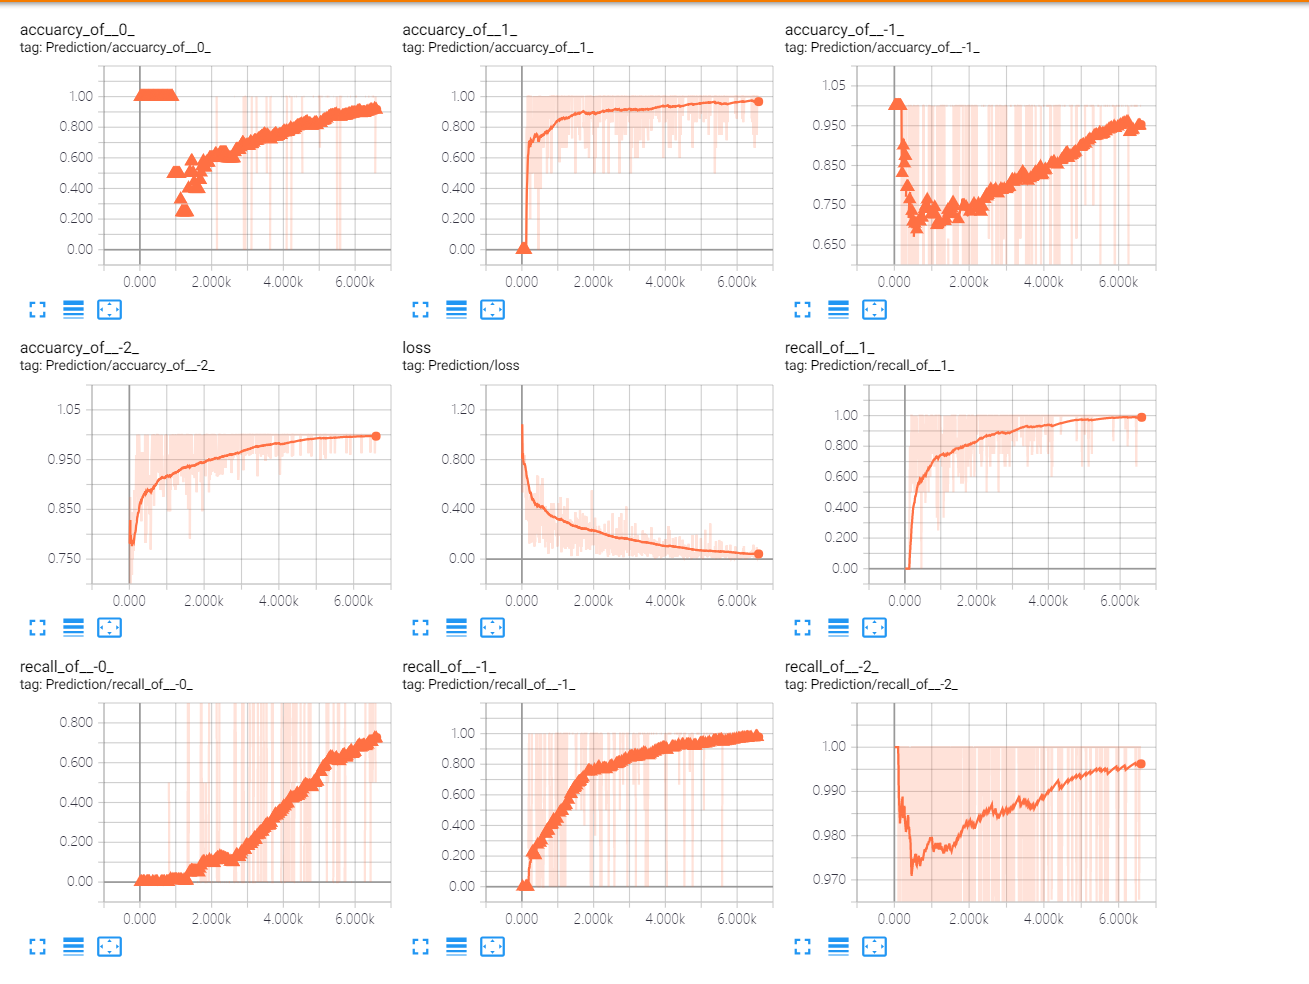 accuarcy_of__0_
tag: Prediction/accuarcy_of__0_
1.00
0.800
0.600
0.400
0.200
0.00
0.000 2.000k 4.000k 6.000k
accuarcy_of__1_
tag: Prediction/accuarcy_of__1_
1.00
0.800
0.600
0.400
0.200
0.00
0.000 2.000k 4.000k 6.000k
accuarcy_of__-1_
tag: Prediction/accuarcy_of__-1_
1.05
0.950
0.850
0.750
0.650
0.000 2.000k 4.000k 6.000k
accuarcy_of__-2_
tag: Prediction/accuarcy_of__-2_
1.05
0.950
0.850
0.750
0.000 2.000k 4.000k 6.000k
loss
tag: Prediction/loss
1.20
0.800
0.400
0.00
0.000 2.000k 4.000k 6.000k
recall_of__1_
tag: Prediction/recall_of__1_
1.00
0.800
0.600
0.400
0.200
0.00
0.000 2.000k 4.000k 6.000k
recall_of__-0_
tag: Prediction/recall_of__-0_
0.800
0.600
0.400
0.200
0.00
0.000 2.000k 4.000k 6.000k
recall_of__-1_
tag: Prediction/recall_of__-1_
1.00
0.800
0.600
0.400
0.200
0.00
0.000 2.000k 4.000k 6.000k
recall_of__-2_
tag: Prediction/recall_of__-2_
1.00
0.990
0.980
0.970
0.000 2.000k 4.000k 6.000k